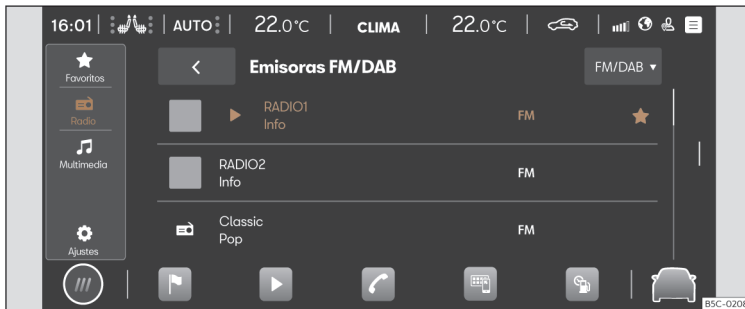 16:01 AUTO 22.0°C CLIMA 22.0°C
Favoritos
Radio
Multimedia
Ajustes
Emisoras FM/DAB FM/DAB
RADIO1
Info
FM
RADIO2
Info
FM
Classic
Pop
FM
B5C-0208